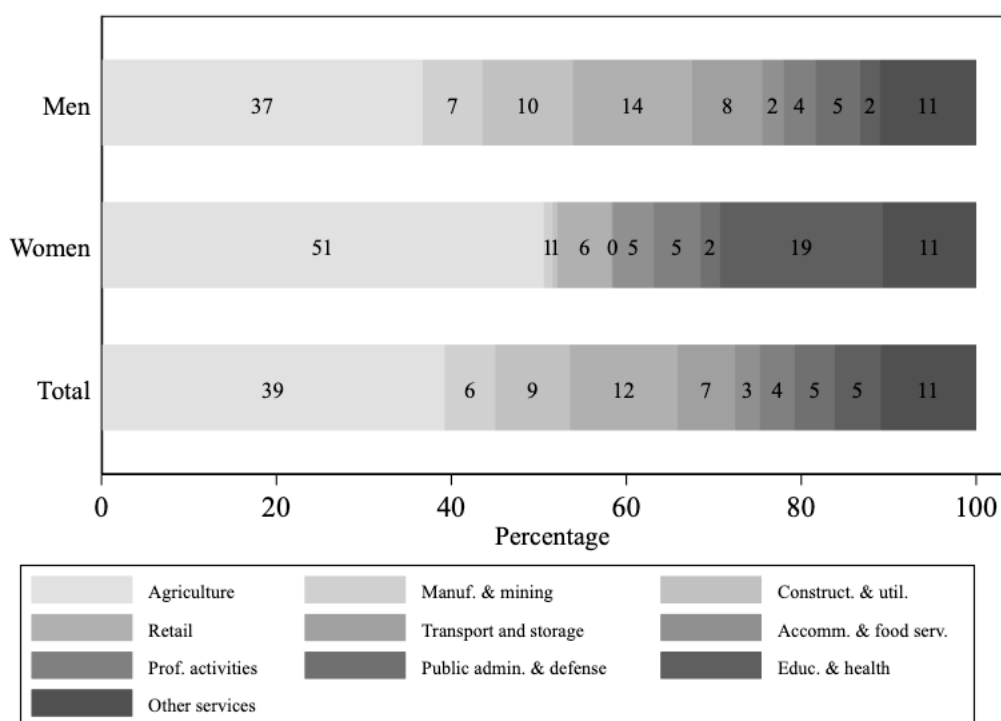 Men 37 7 10 14 8 2 4 5 2 11
Women 51 1 1 6 0 5 5 2 19 11
Total 39 6 9 12 7 3 4 5 5 11
0 20 40 60 80 100
Percentage
Agriculture Manuf. & mining Construct. & util.
Retail Transport and storage Accomm. & food serv.
Prof. activities Public admin. & defense Educ. & health
Other services